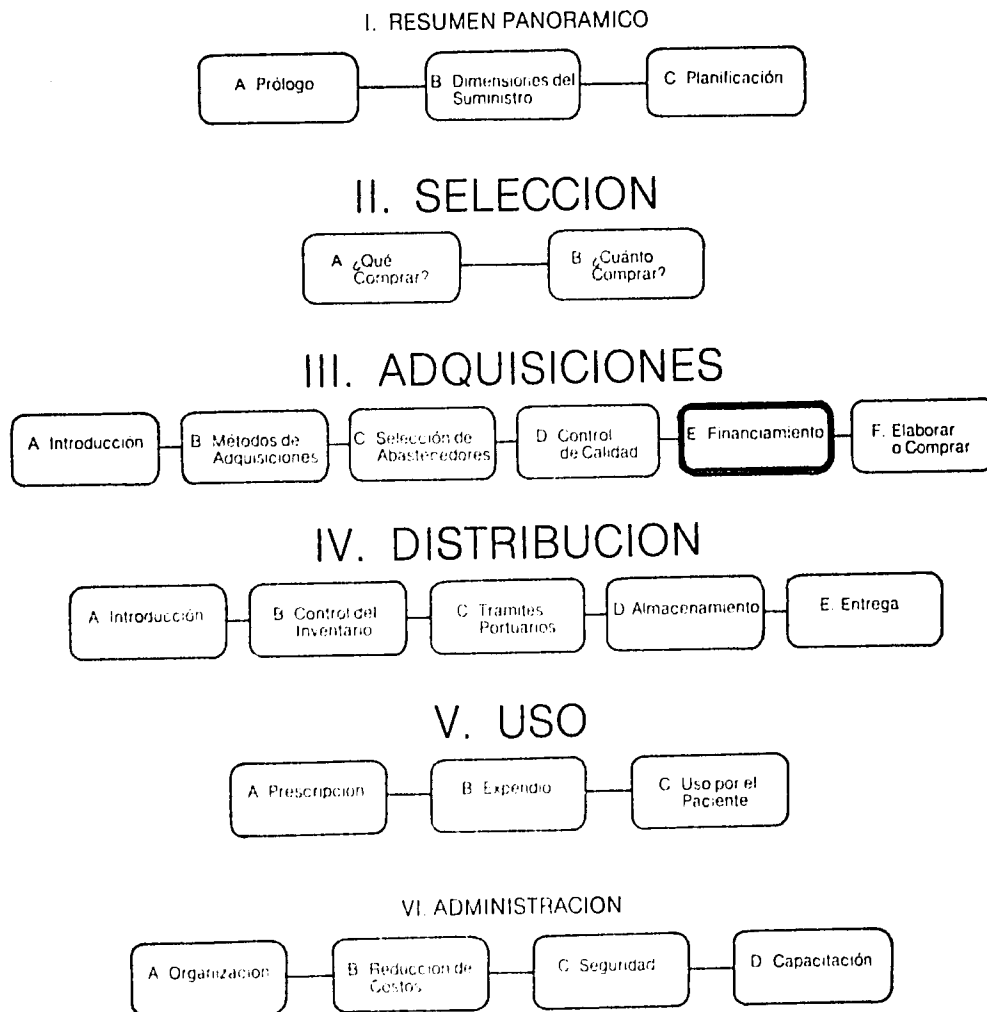 I. RESUMEN PANORAMICO
A Prólogo
B Dimensiones del
Suministro
C Planificación
II. SELECCION
A ¿Qué
Comprar?
B ¿Cuánto
Comprar?
III. ADQUISICIONES
A Introducción
B Métodos de
Adquisiciones
C Selección de
Abastecedores
D Control
de Calidad
E Financiamiento
F. Elaborar
o Comprar
IV. DISTRIBUCION
A Introducción
B Control del
Inventario
C Tramites
Portuarios
D Almacenamiento
E. Entrega
V. USO
A Prescripcion
B Expendio
C Uso por el
Paciente
VI. ADMINISTRACION
A Organizacion
B Reduccion de
Costos
C Seguridad
D Capacitación